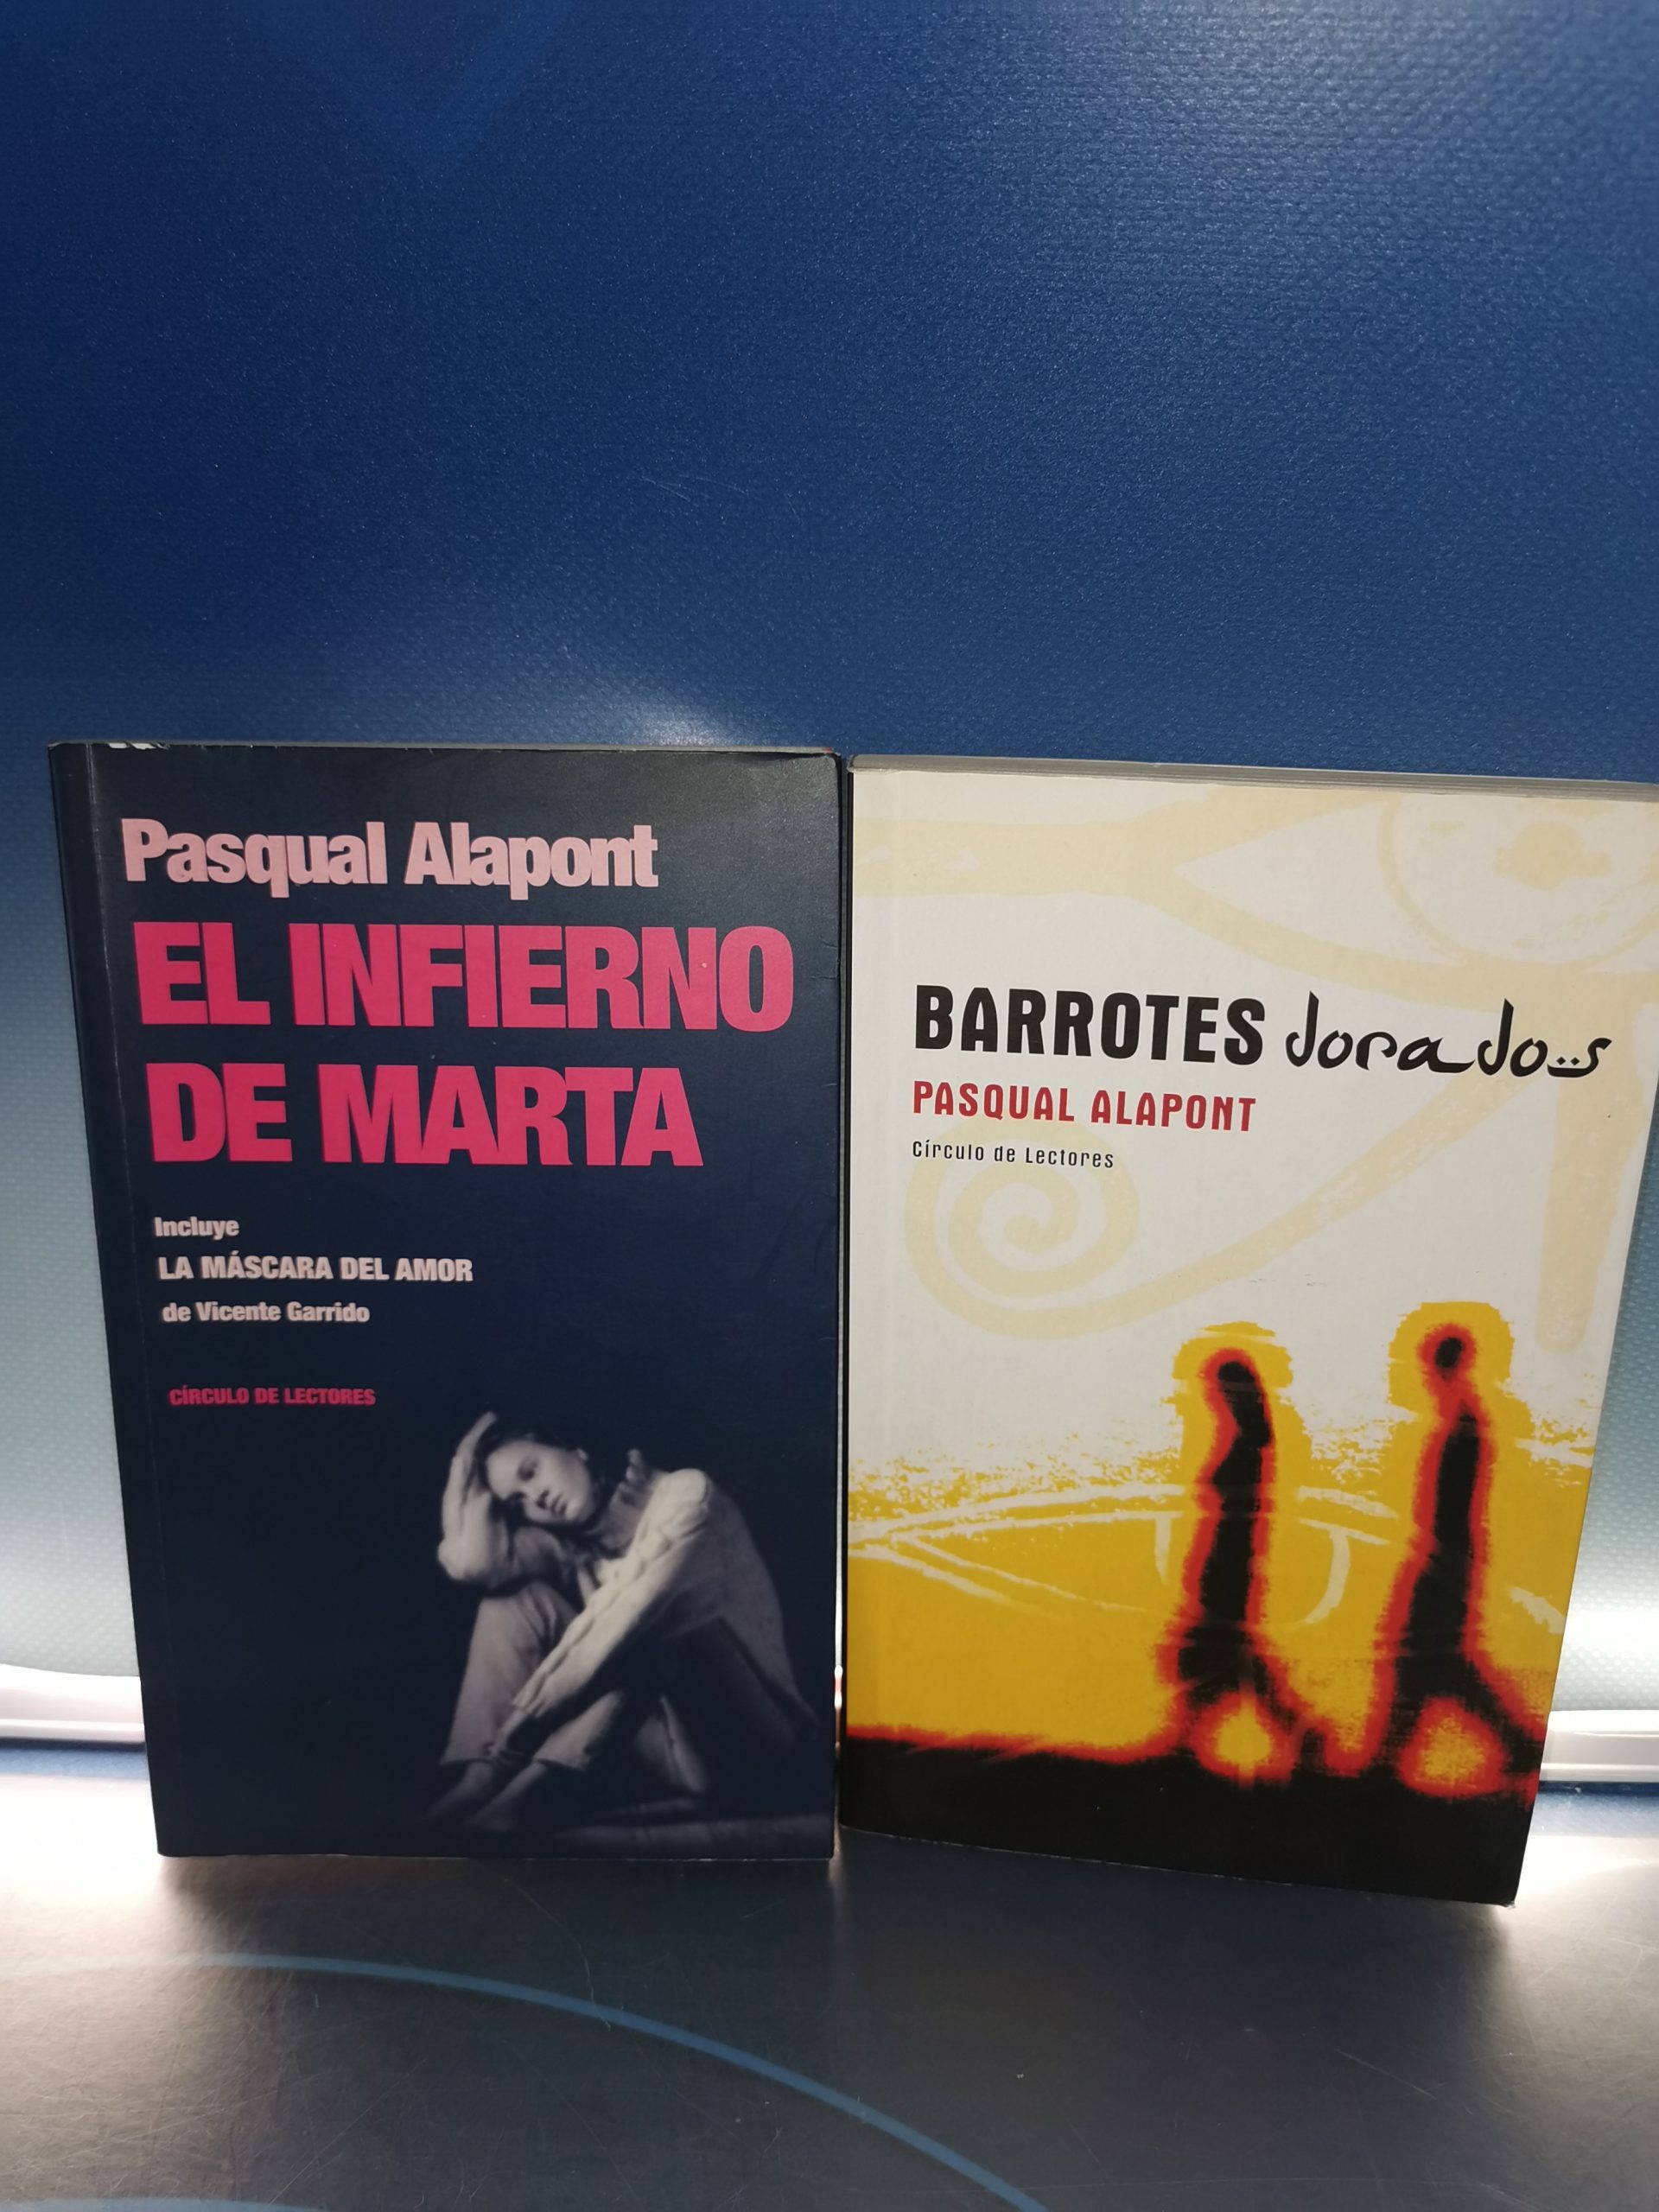 Pasqual Alapont
EL INFIERNO
DE MARTA
Incluye
LA MÁSCARA DEL AMOR
de Vicente Garrido
CÍRCULO DE LECTORES
BARROTES dorados
PASQUAL ALAPONT
Círculo de Lectores